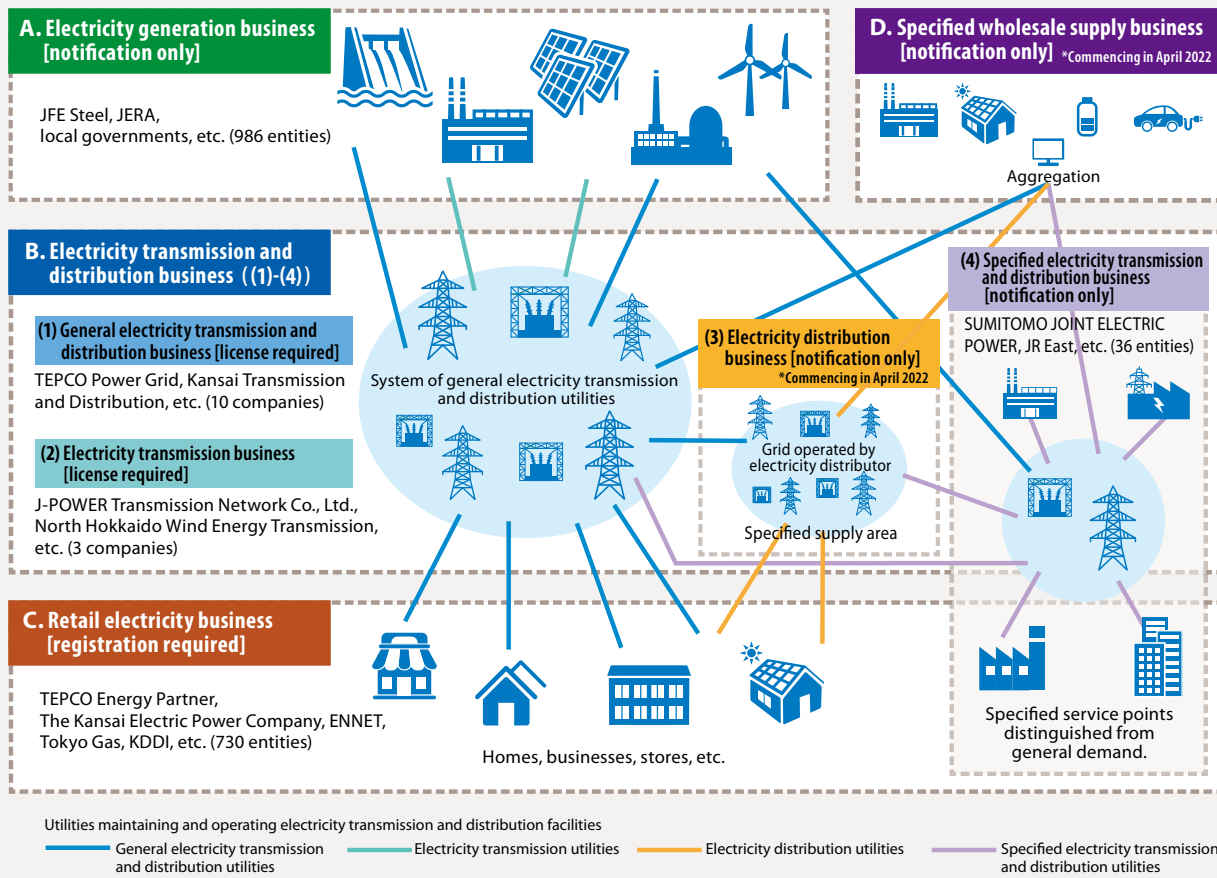 A. Electricity generation business
[notification only]
JFE Steel, JERA,
local governments, etc. (986 entities)
D. Specified wholesale supply business
[notification only] *Commencing in April 2022
Aggregation
B. Electricity transmission and
distribution business ((1)-(4))
(1) General electricity transmission and
distribution business [license required]
TEPCO Power Grid, Kansai Transmission
and Distribution, etc. (10 companies)
(2) Electricity transmission business
[license required]
J-POWER Transmission Network Co., Ltd.,
North Hokkaido Wind Energy Transmission,
etc. (3 companies)
System of general electricity transmission
and distribution utilities
(3) Electricity distribution
business [notification only]
*Commencing in April 2022
Grid operated by
electricity distributor
Specified supply area
(4) Specified electricity transmission
and distribution business
[notification only]
SUMITOMO JOINT ELECTRIC
POWER, JR East, etc. (36 entities)
C. Retail electricity business
[registration required]
TEPCO Energy Partner,
The Kansai Electric Power Company, ENNET,
Tokyo Gas, KDDI, etc. (730 entities)
Homes, businesses, stores, etc.
Specified service points
distinguished from
general demand.
Utilities maintaining and operating electricity transmission and distribution facilities
General electricity transmission
and distribution utilities
Electricity transmission utilities
Electricity distribution utilities
Specified electricity transmission
and distribution utilities